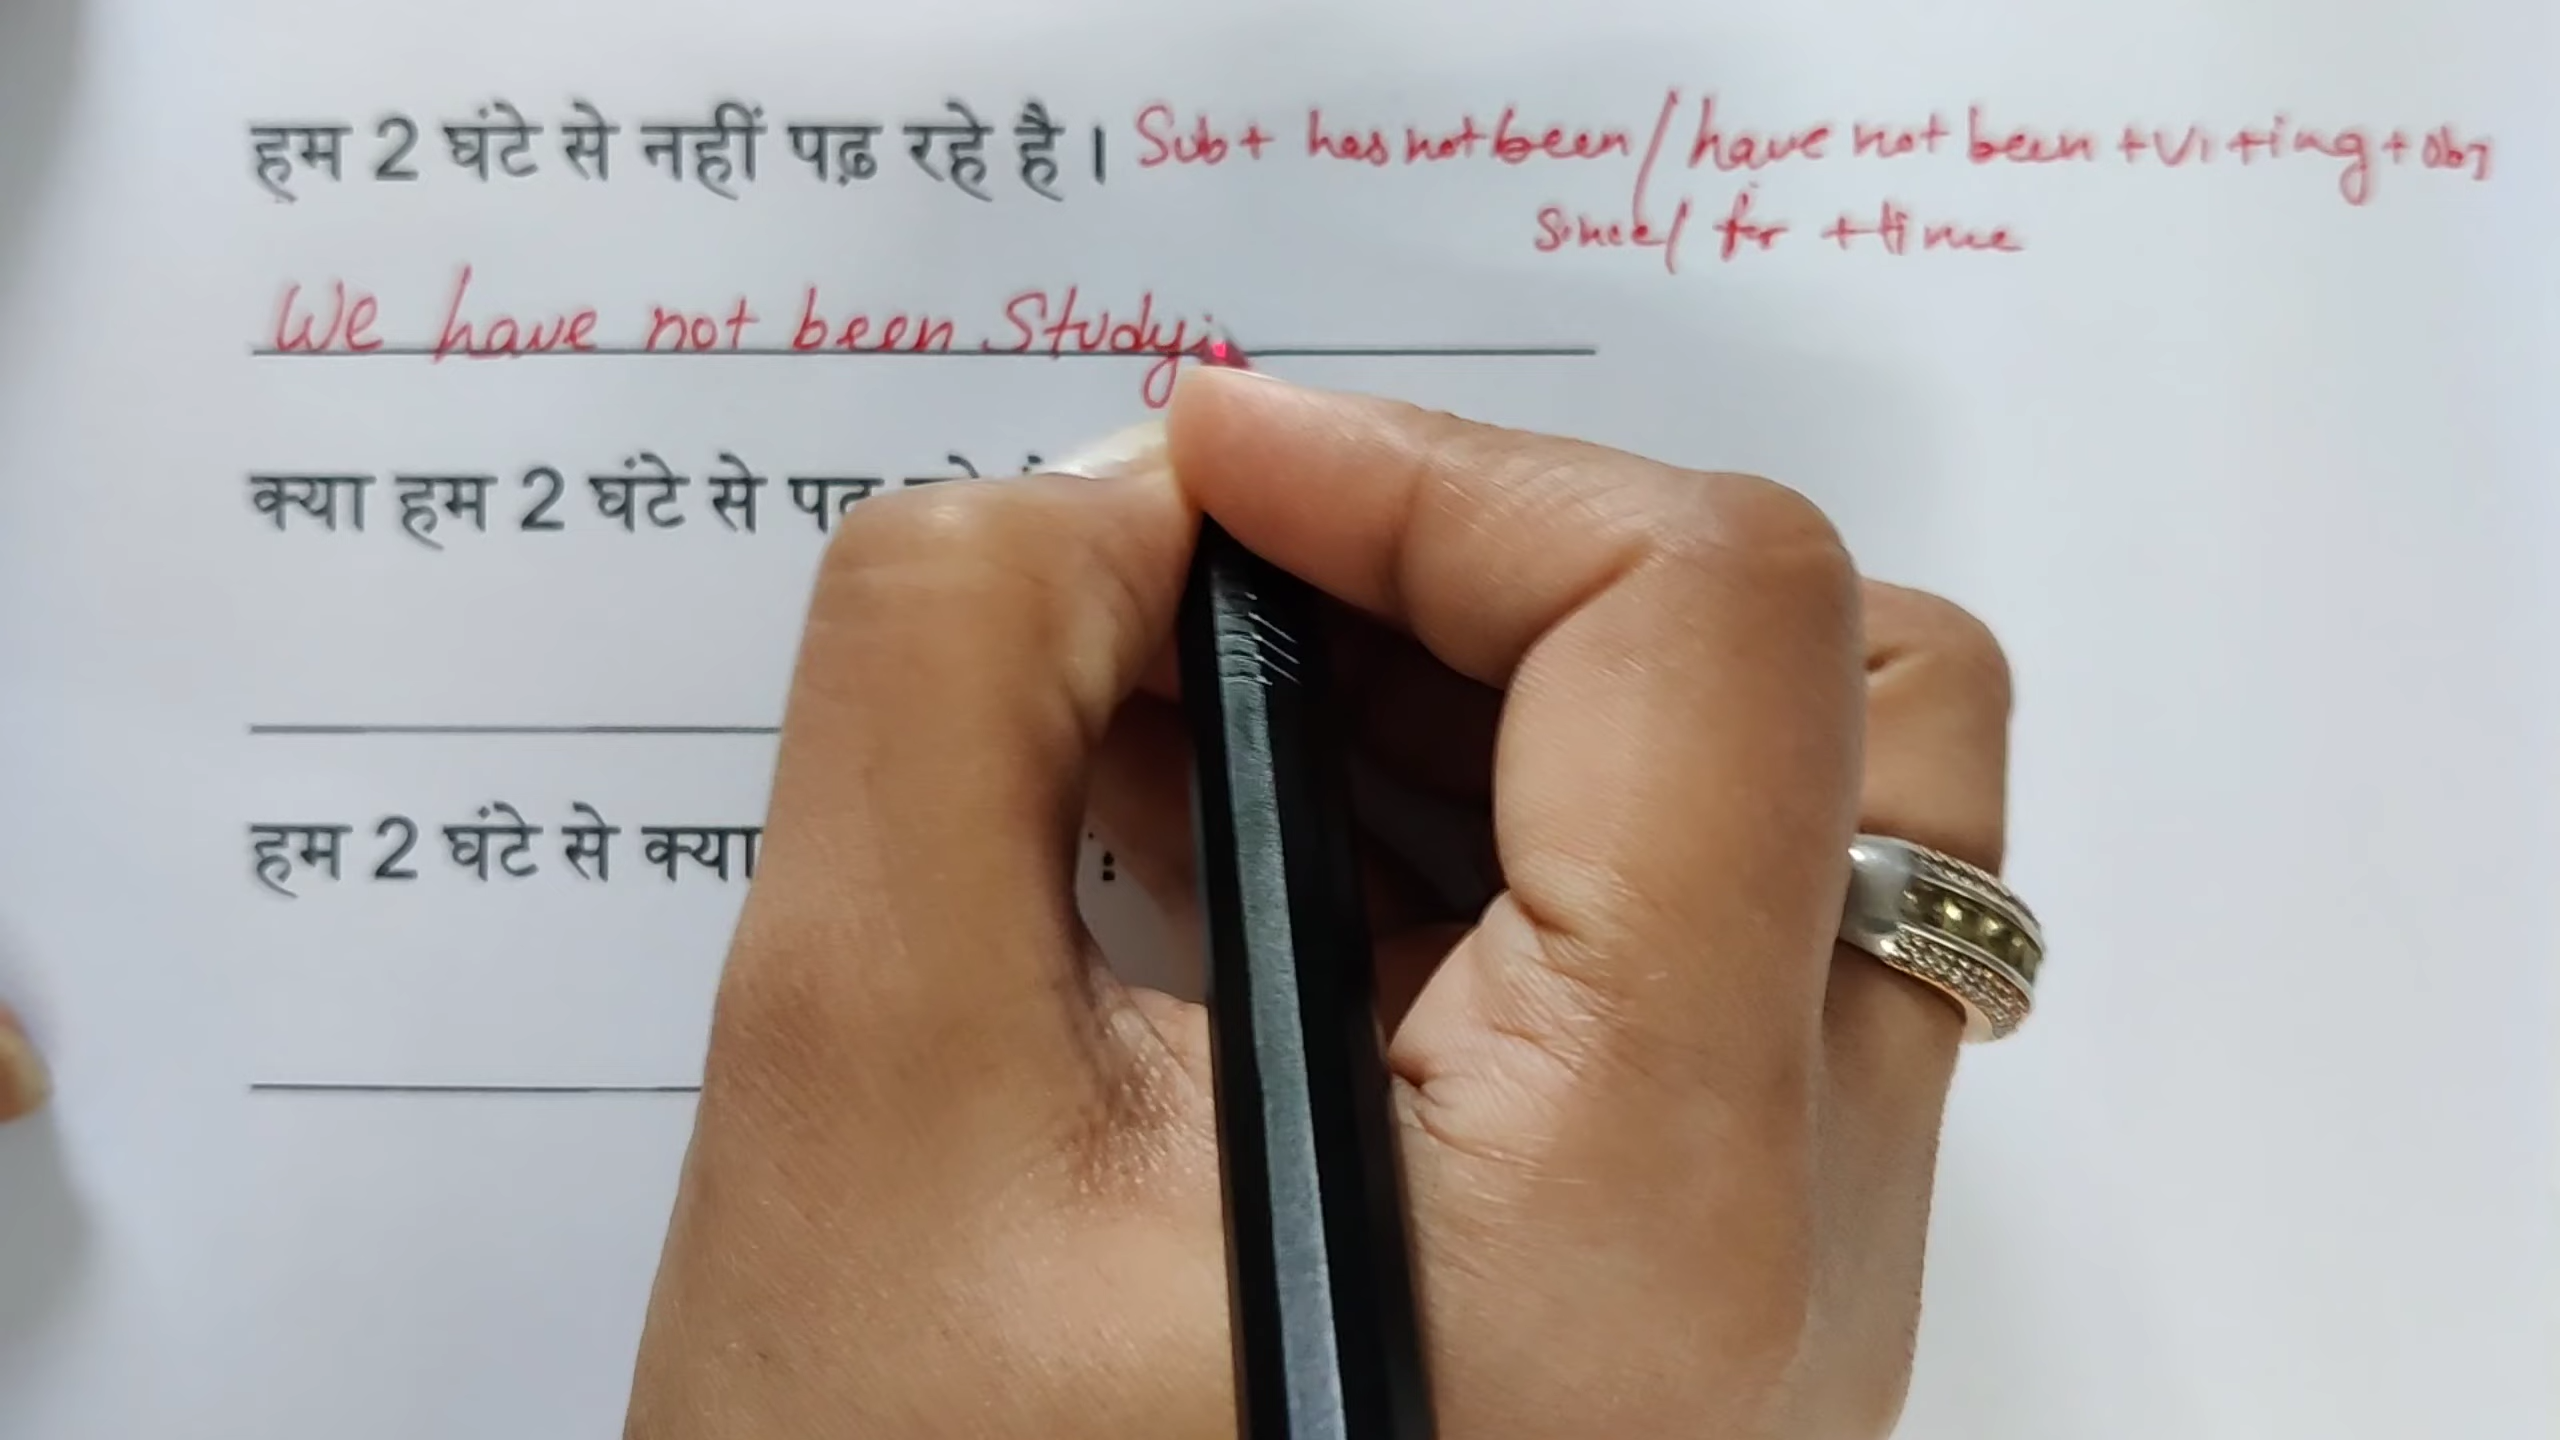 हम 2 घंटे से नहीं पढ़ रहे है । Sub + has not been / have not been + V1 + ing + obj
since / for + time
We have not been Studyi
क्या हम 2 घंटे से
हम 2 घंटे से क्या